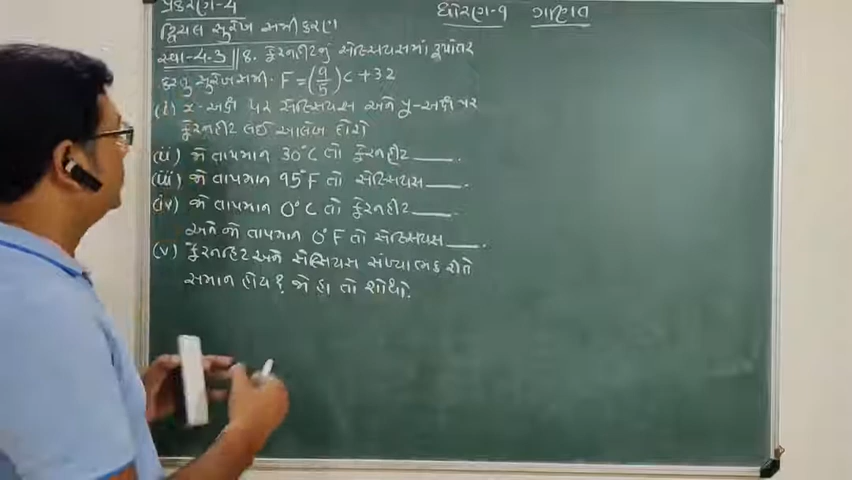 પ્રકરણ-4
ધોરણ-૧ ગણિત
દ્વિચલ સુરેખ સમીકરણ
સ્વા-4.3 || 8. ફેરનહીટનું સેલ્સિયસમાં રૂપાંતર
કરતુ સુરેખ સમી. F = (9/5)C + 32
(i) x-અક્ષ પર સેલ્સિયસ અને y-અક્ષ પર
ફેરનહીટ લઈ આલેખ દોરો
(ii) જો તાપમાન 30°C તો ફેરનહીટ ____.
(iii) જો તાપમાન 95°F તો સેલ્સિયસ ____.
(iv) જો તાપમાન 0°C તો ફેરનહીટ ____.
અને જો તાપમાન 0°F તો સેલ્સિયસ ____.
(v) ફેરનહિટ અને સેલ્સિયસ સંખ્યાત્મક રીતે
સમાન હોય? જો હા તો શોધો.